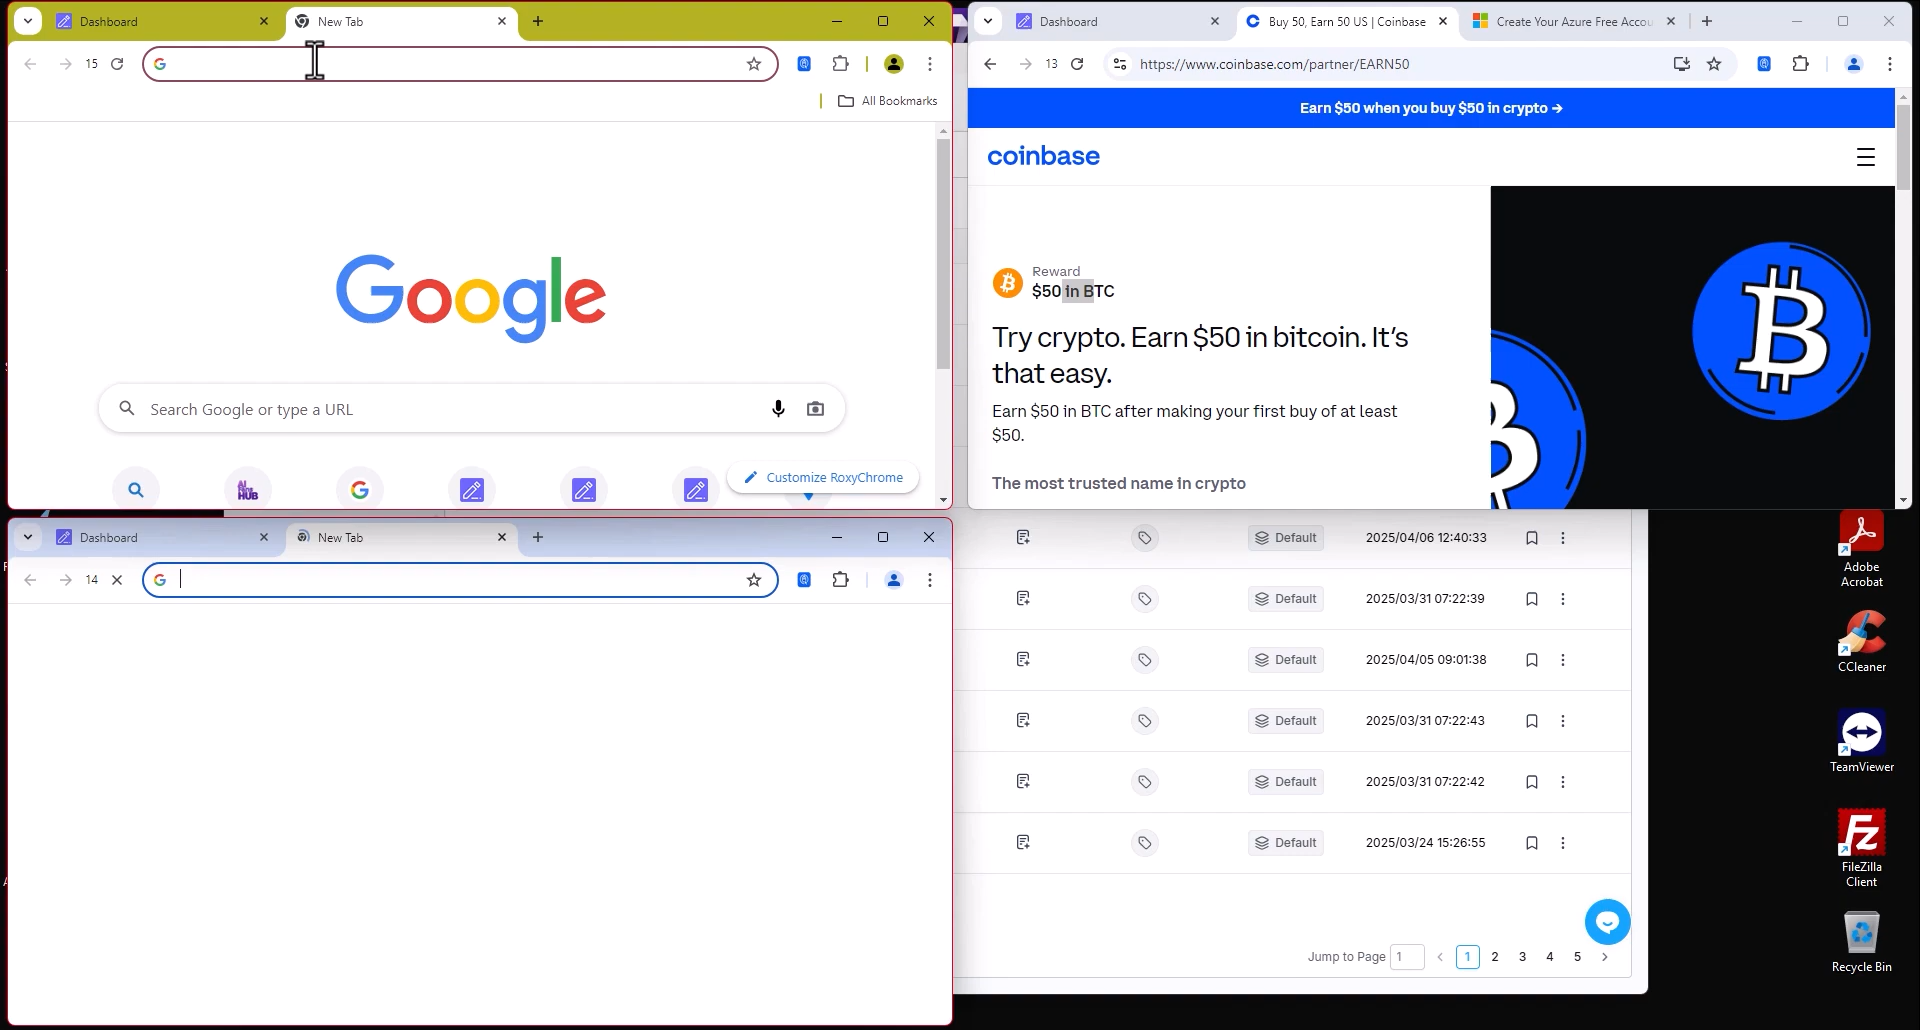 Dashboard
New Tab
15
All Bookmarks
Google
Search Google or type a URL
AI
HUB
Customize RoxyChrome
Dashboard
Buy 50, Earn 50 US | Coinbase
Create Your Azure Free Accou
13
https://www.coinbase.com/partner/EARN50
Earn $50 when you buy $50 in crypto →
coinbase
Reward
$50 in BTC
Try crypto. Earn $50 in bitcoin. It's
that easy.
Earn $50 in BTC after making your first buy of at least
$50.
The most trusted name in crypto
Dashboard
New Tab
14
Default
2025/04/06 12:40:33
Default
2025/03/31 07:22:39
Default
2025/04/05 09:01:38
Default
2025/03/31 07:22:43
Default
2025/03/31 07:22:42
Default
2025/03/24 15:26:55
Jump to Page 1 < 1 2 3 4 5 >
Adobe
Acrobat
CCleaner
TeamViewer
Fz
FileZilla
Client
Recycle Bin